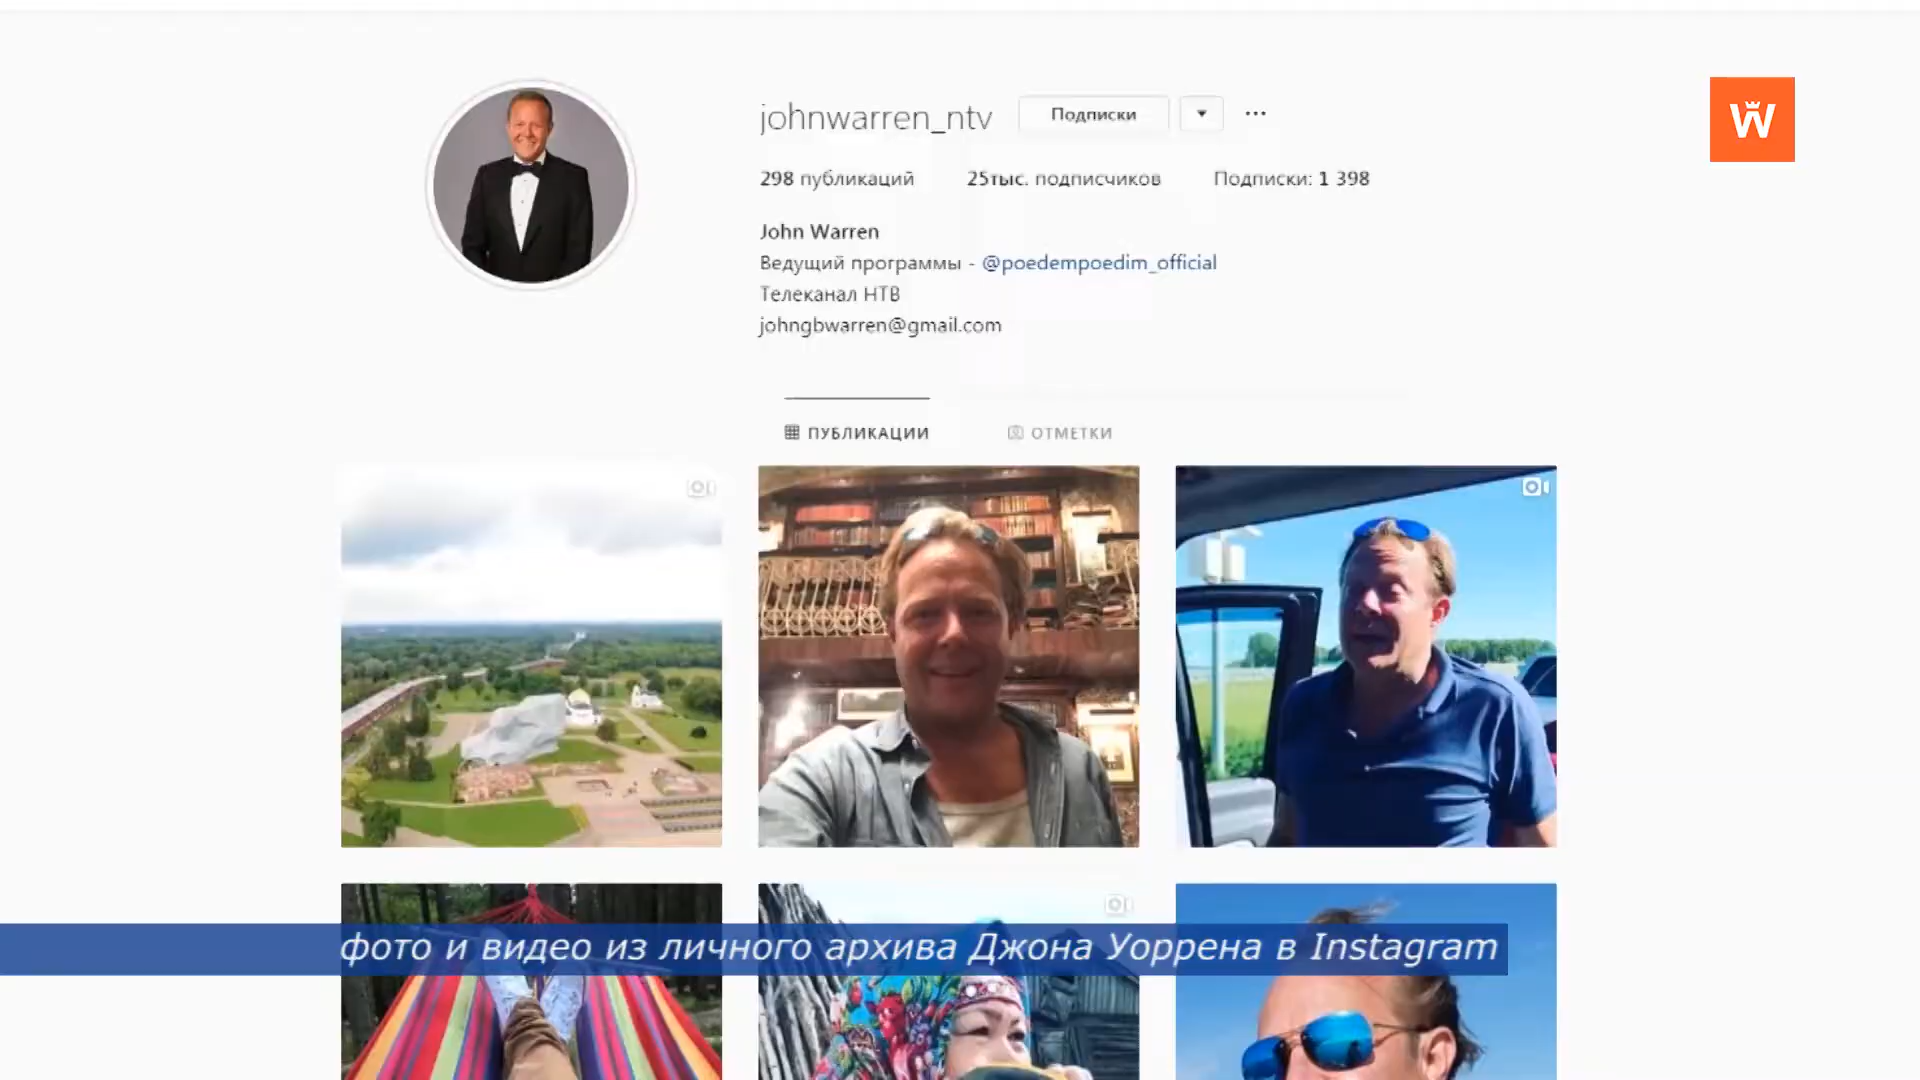 johnwarren_ntv
Подписки
W
298 публикаций 25тыс. подписчиков Подписки: 1 398
John Warren
Ведущий программы - @poedempoedim_official
Телеканал НТВ
johngbwarren@gmail.com
ПУБЛИКАЦИИ ОТМЕТКИ
фото и видео из личного архива Джона Уоррена в Instagram